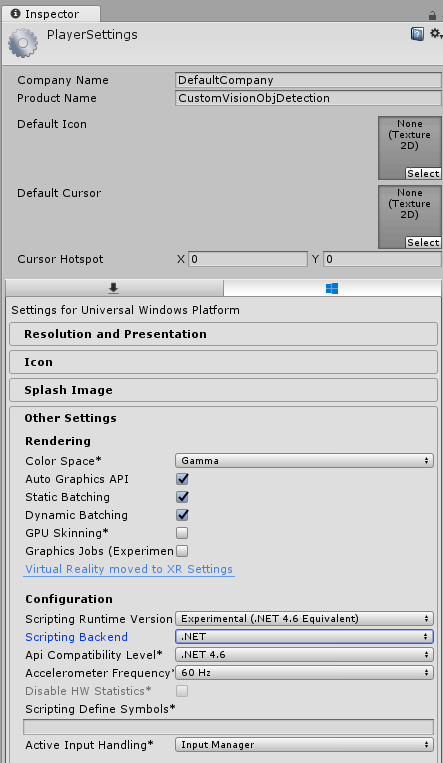 Inspector
PlayerSettings
Company Name DefaultCompany
Product Name CustomVisionObjDetection
Default Icon None
(Texture
2D)
Select
Default Cursor None
(Texture
2D)
Select
Cursor Hotspot X 0 Y 0
Settings for Universal Windows Platform
Resolution and Presentation
Icon
Splash Image
Other Settings
Rendering
Color Space* Gamma
Auto Graphics API
Static Batching
Dynamic Batching
GPU Skinning*
Graphics Jobs (Experimen
Virtual Reality moved to XR Settings
Configuration
Scripting Runtime Version Experimental (.NET 4.6 Equivalent)
Scripting Backend .NET
Api Compatibility Level* .NET 4.6
Accelerometer Frequency* 60 Hz
Disable HW Statistics*
Scripting Define Symbols*
Active Input Handling* Input Manager